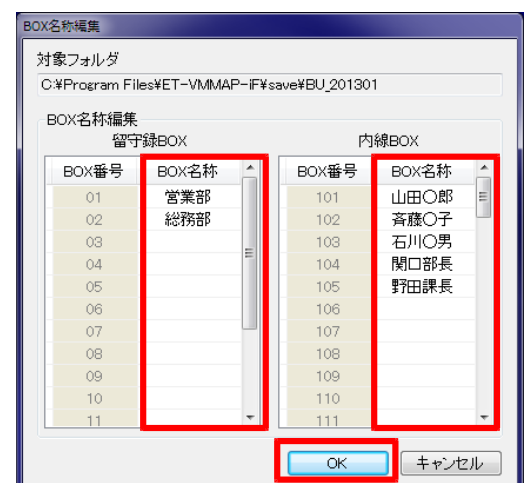 BOX名称編集
対象フォルダ
C:¥Program Files¥ET-VMMAP-iF¥save¥BU_201301
BOX名称編集
留守録BOX 内線BOX
BOX番号 BOX名称 BOX番号 BOX名称
01 営業部 101 山田〇郎
02 総務部 102 斉藤〇子
03 103 石川〇男
04 104 関口部長
05 105 野田課長
06 106
07 107
08 108
09 109
10 110
11 111
OK キャンセル